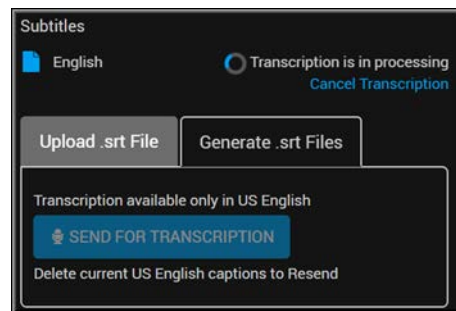 Subtitles
English
Transcription is in processing
Cancel Transcription
Upload .srt File
Generate .srt Files
Transcription available only in US English
SEND FOR TRANSCRIPTION
Delete current US English captions to Resend